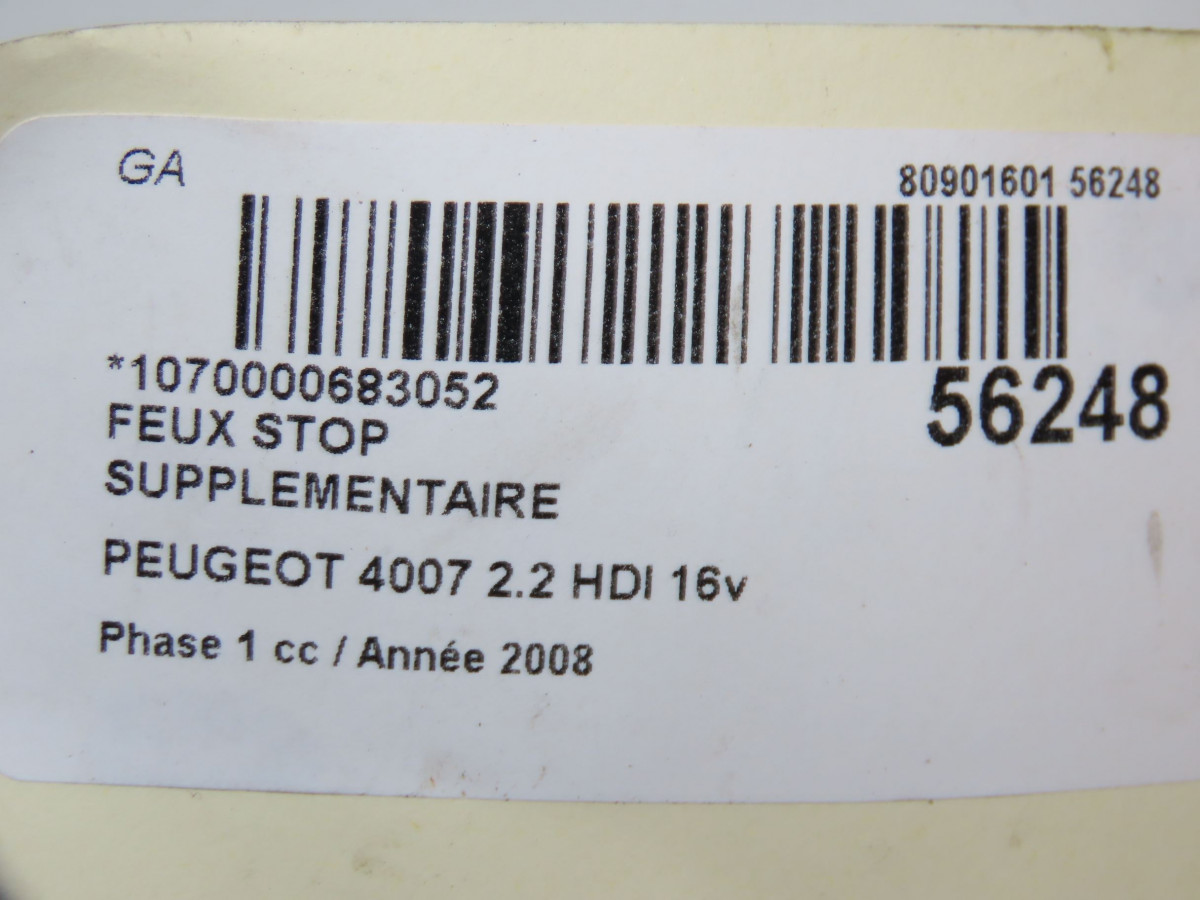 GA
80901601 56248
*1070000683052
56248
FEUX STOP
SUPPLEMENTAIRE
PEUGEOT 4007 2.2 HDI 16v
Phase 1 cc / Année 2008